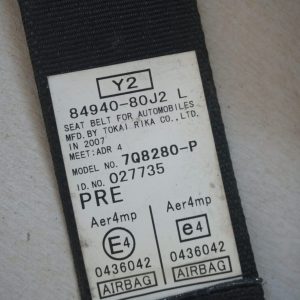 Y2
84940-80J2 L
SEAT BELT FOR AUTOMOBILES
MFD. BY TOKAI RIKA CO., LTD.
IN 2007
MEET: ADR 4
MODEL NO. 7Q8280-P
ID. NO. 027735
PRE
Aer4mp Aer4mp
E4 e4
0436042 0436042
AIRBAG AIRBAG